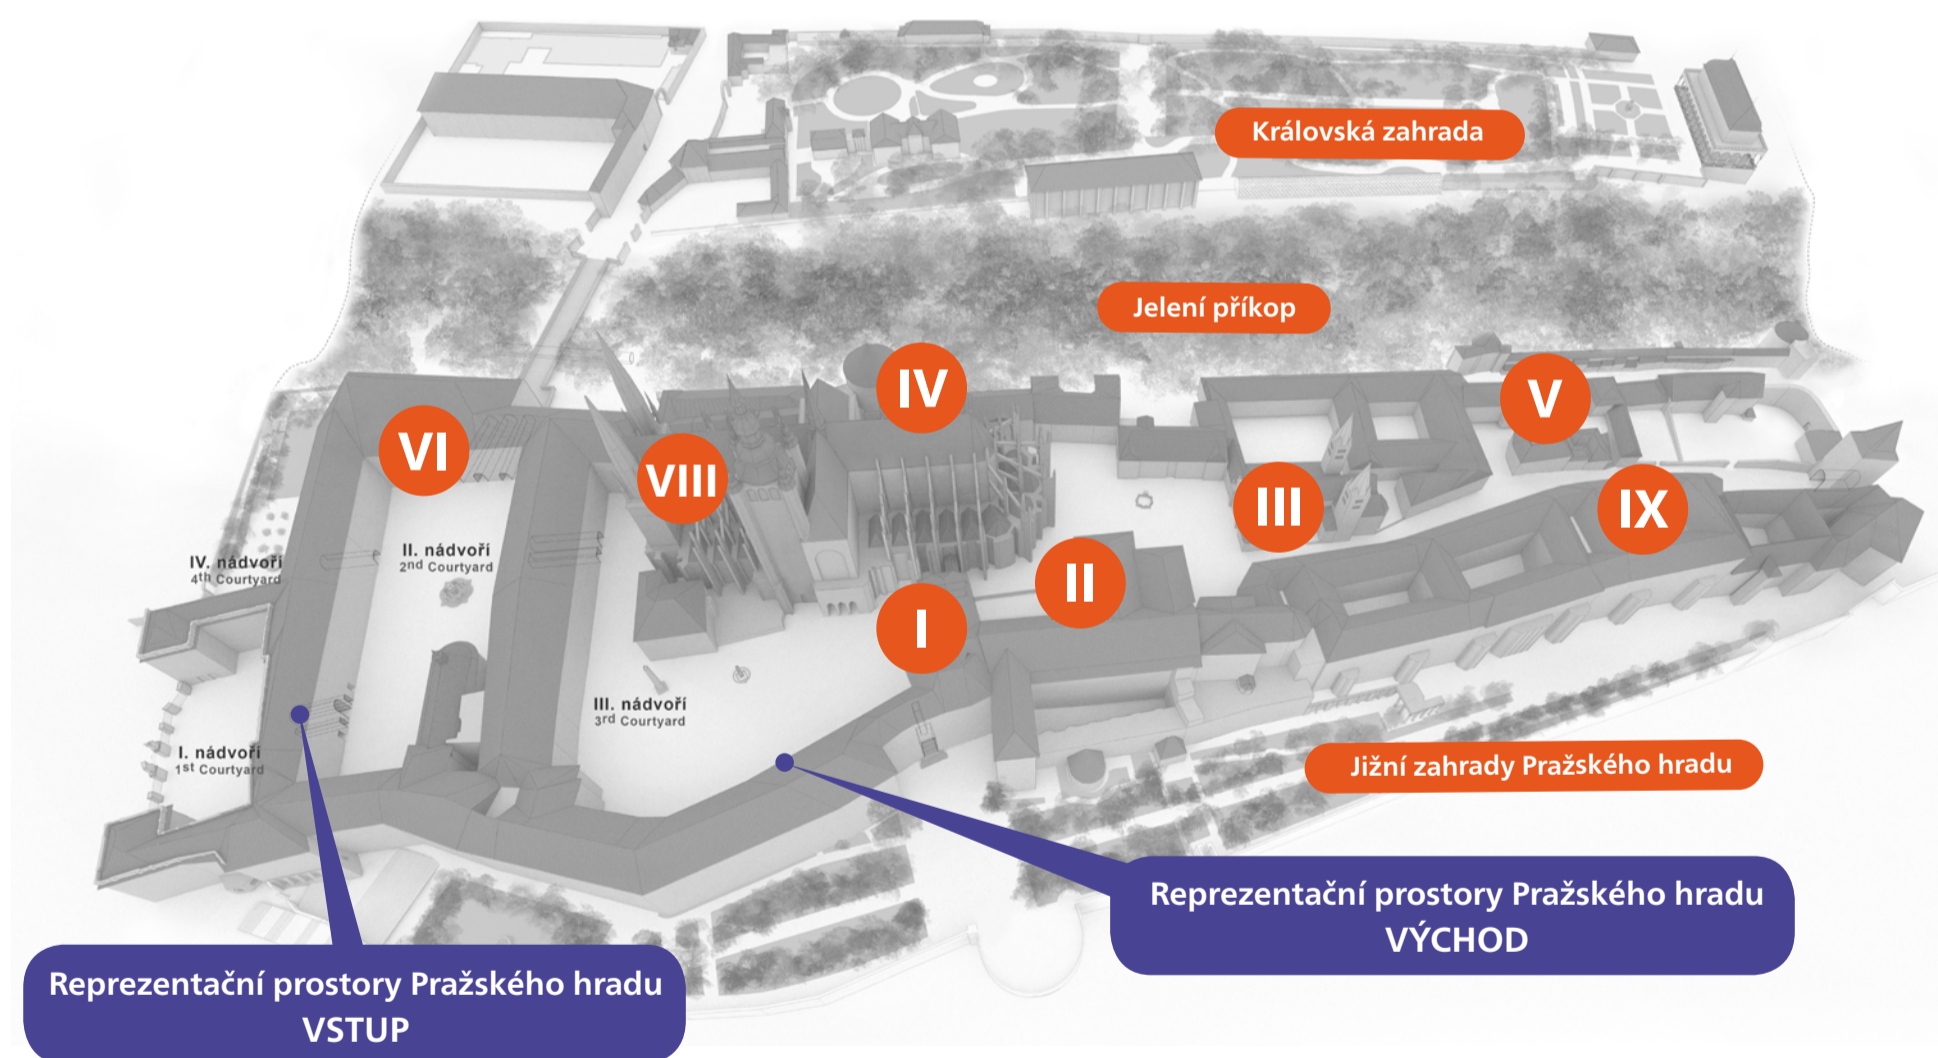 Královská zahrada
Jelení příkop
IV
V
VI
VIII
III
IX
IV. nádvoří
4th Courtyard
II. nádvoří
2nd Courtyard
II
I
III. nádvoří
3rd Courtyard
I. nádvoří
1st Courtyard
Jižní zahrady Pražského hradu
Reprezentační prostory Pražského hradu
VÝCHOD
Reprezentační prostory Pražského hradu
VSTUP